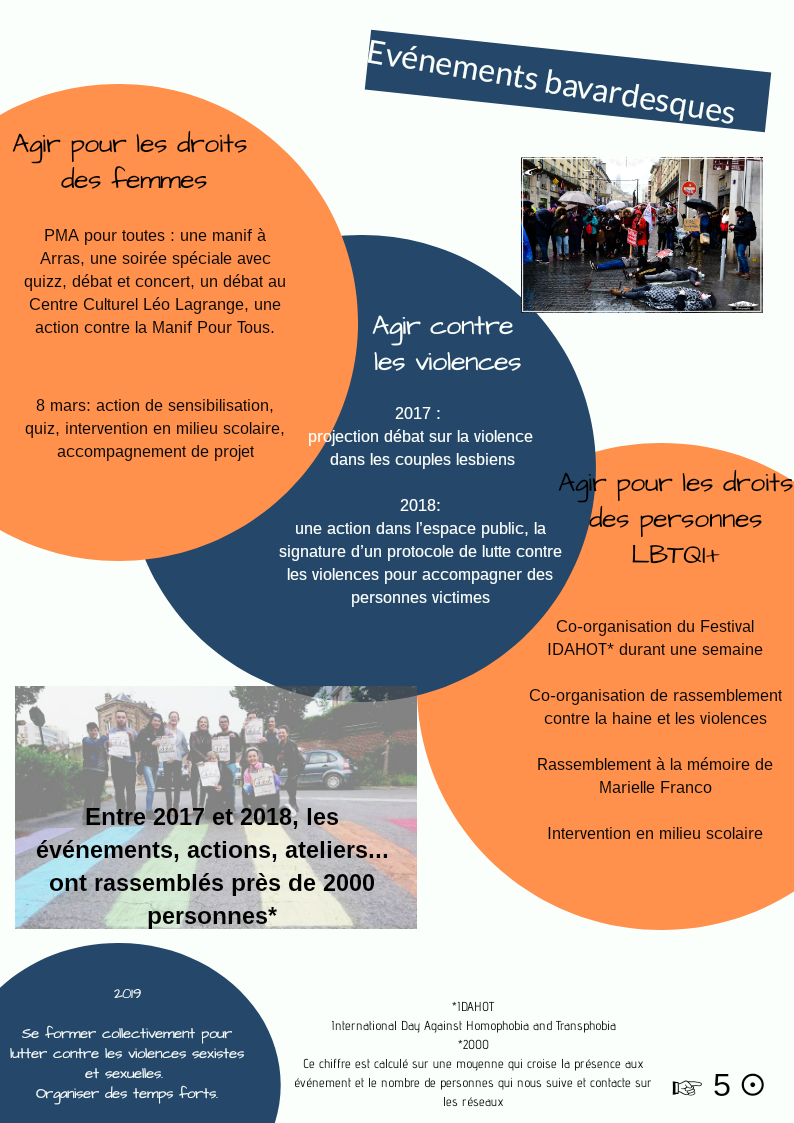 Evénements bavardesques
Agir pour les droits
des femmes
PMA pour toutes : une manif à
Arras, une soirée spéciale avec
quizz, débat et concert, un débat au
Centre Culturel Léo Lagrange, une
action contre la Manif Pour Tous.
8 mars: action de sensibilisation,
quiz, intervention en milieu scolaire,
accompagnement de projet
Agir contre
les violences
2017 :
projection débat sur la violence
dans les couples lesbiens
2018:
une action dans l'espace public, la
signature d'un protocole de lutte contre
les violences pour accompagner des
personnes victimes
Agir pour les droits
des personnes
LBTQI+
Co-organisation du Festival
IDAHOT* durant une semaine
Co-organisation de rassemblement
contre la haine et les violences
Rassemblement à la mémoire de
Marielle Franco
Intervention en milieu scolaire
Entre 2017 et 2018, les
événements, actions, ateliers...
ont rassemblés près de 2000
personnes*
2019
Se former collectivement pour
lutter contre les violences sexistes
et sexuelles.
Organiser des temps forts.
*IDAHOT
International Day Against Homophobia and Transphobia
*2000
Ce chiffre est calculé sur une moyenne qui croise la présence aux
événement et le nombre de personnes qui nous suive et contacte sur
les réseaux
☞ 5 ⊙